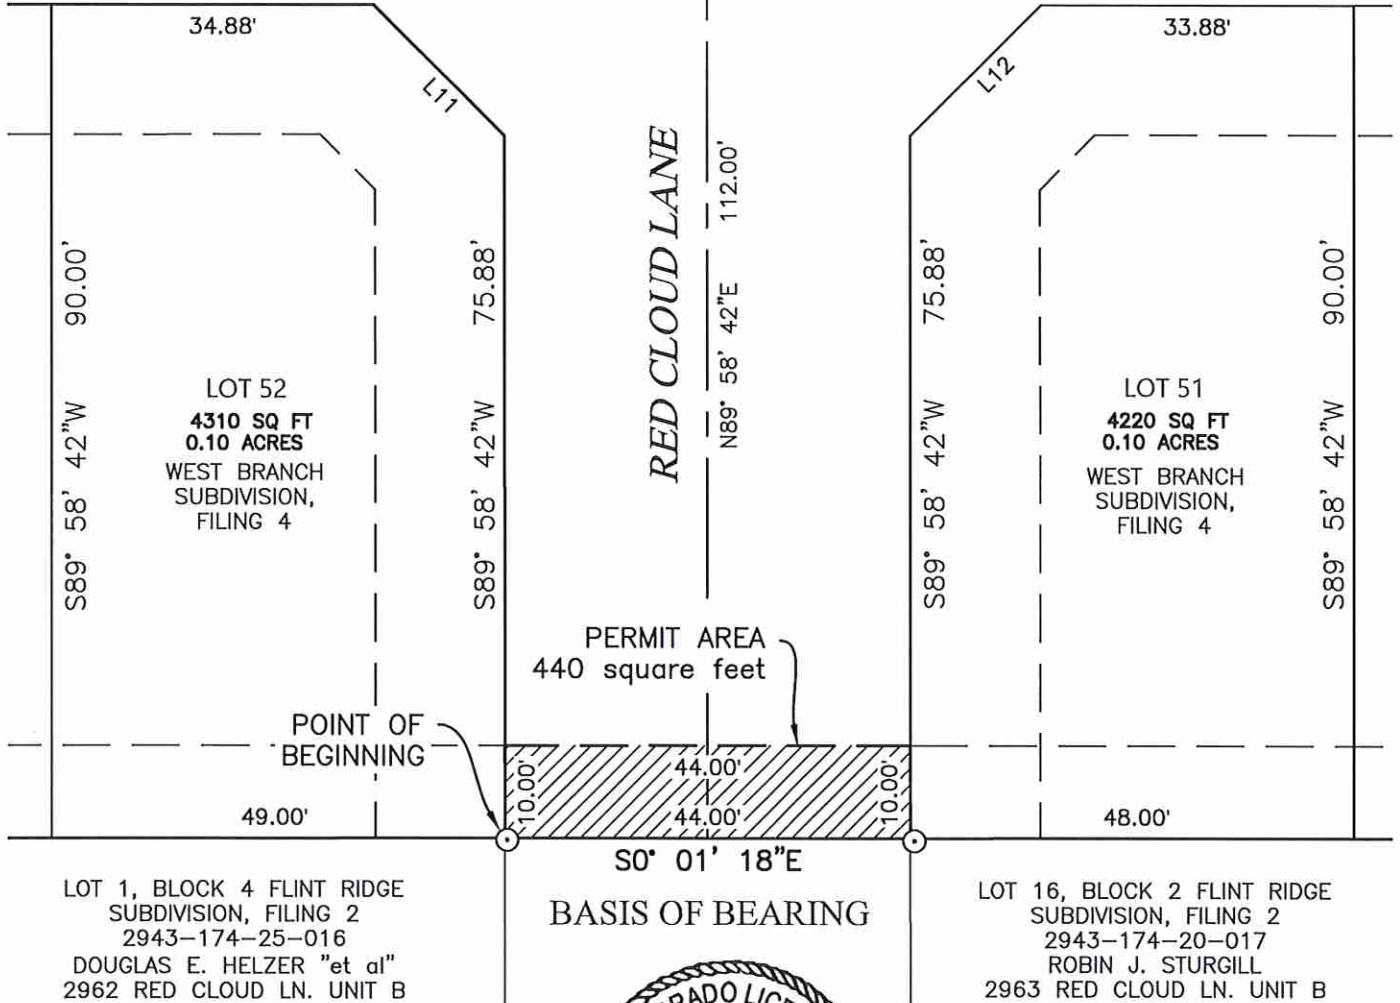 34.88'
33.88'
L11
L12
RED CLOUD LANE
N89° 58' 42"E 112.00'
S89° 58' 42"W 90.00'
S89° 58' 42"W 75.88'
S89° 58' 42"W 75.88'
S89° 58' 42"W 90.00'
LOT 52
4310 SQ FT
0.10 ACRES
WEST BRANCH
SUBDIVISION,
FILING 4
LOT 51
4220 SQ FT
0.10 ACRES
WEST BRANCH
SUBDIVISION,
FILING 4
PERMIT AREA
440 square feet
POINT OF
BEGINNING
10.00'
44.00'
10.00'
49.00'
44.00'
48.00'
S0° 01' 18"E
BASIS OF BEARING
LOT 1, BLOCK 4 FLINT RIDGE
SUBDIVISION, FILING 2
2943-174-25-016
DOUGLAS E. HELZER "et al"
2962 RED CLOUD LN. UNIT B
LOT 16, BLOCK 2 FLINT RIDGE
SUBDIVISION, FILING 2
2943-174-20-017
ROBIN J. STURGILL
2963 RED CLOUD LN. UNIT B